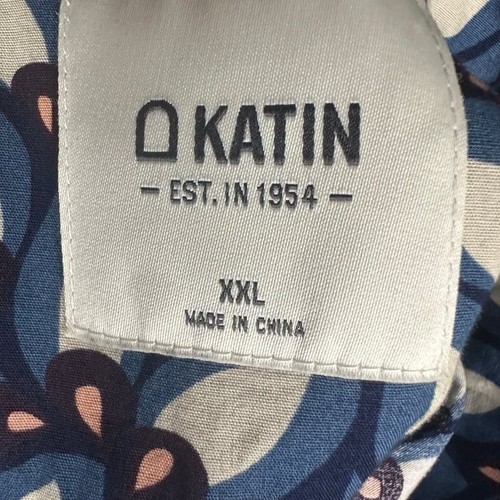 KATIN
— EST. IN 1954 —
XXL
MADE IN CHINA